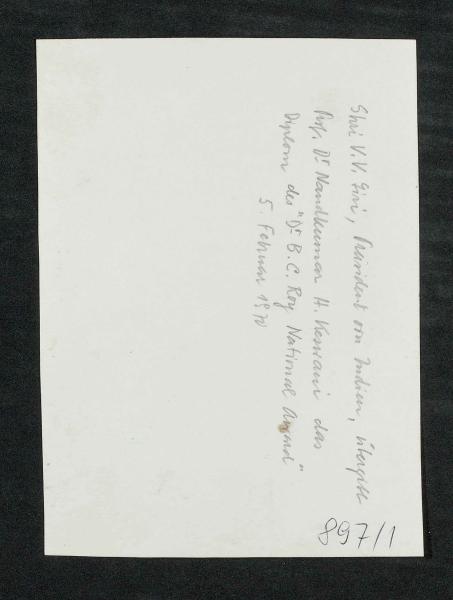 Shri V.V. Giri, Präsident von Indien, übergibt
Prof. Dr Nandkumar H. Keswani das
Diplom des "Dr B.C. Roy National Award"
5. Februar 1970
897/1